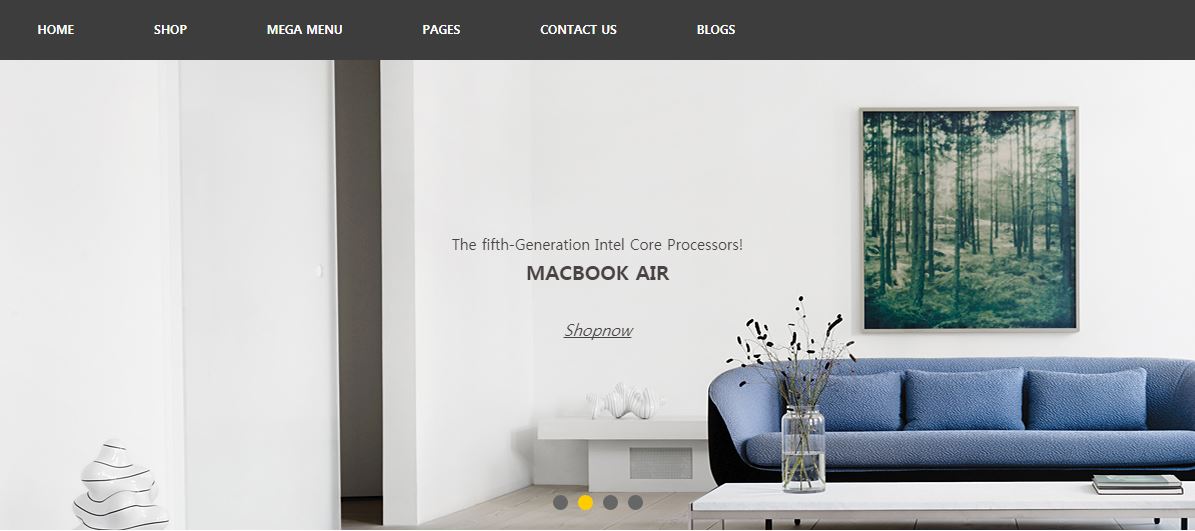 HOME SHOP MEGA MENU PAGES CONTACT US BLOGS
The fifth-Generation Intel Core Processors!
MACBOOK AIR
Shopnow